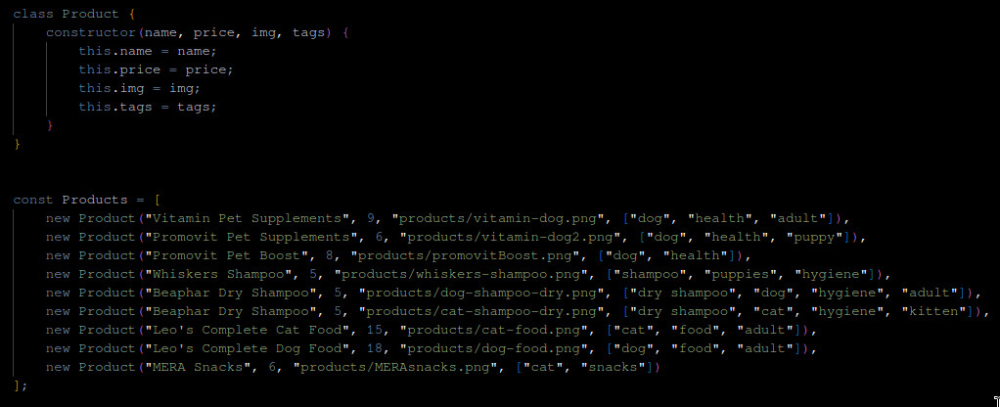 class Product {
    constructor(name, price, img, tags) {
        this.name = name;
        this.price = price;
        this.img = img;
        this.tags = tags;
    }
}
const Products = [
    new Product("Vitamin Pet Supplements", 9, "products/vitamin-dog.png", ["dog", "health", "adult"]),
    new Product("Promovit Pet Supplements", 6, "products/vitamin-dog2.png", ["dog", "health", "puppy"]),
    new Product("Promovit Pet Boost", 8, "products/promovitBoost.png", ["dog", "health"]),
    new Product("Whiskers Shampoo", 5, "products/whiskers-shampoo.png", ["shampoo", "puppies", "hygiene"]),
    new Product("Beaphar Dry Shampoo", 5, "products/dog-shampoo-dry.png", ["dry shampoo", "dog", "hygiene", "adult"]),
    new Product("Beaphar Dry Shampoo", 5, "products/cat-shampoo-dry.png", ["dry shampoo", "cat", "hygiene", "kitten"]),
    new Product("Leo's Complete Cat Food", 15, "products/cat-food.png", ["cat", "food", "adult"]),
    new Product("Leo's Complete Dog Food", 18, "products/dog-food.png", ["dog", "food", "adult"]),
    new Product("MERA Snacks", 6, "products/MERAsnacks.png", ["cat", "snacks"])
];